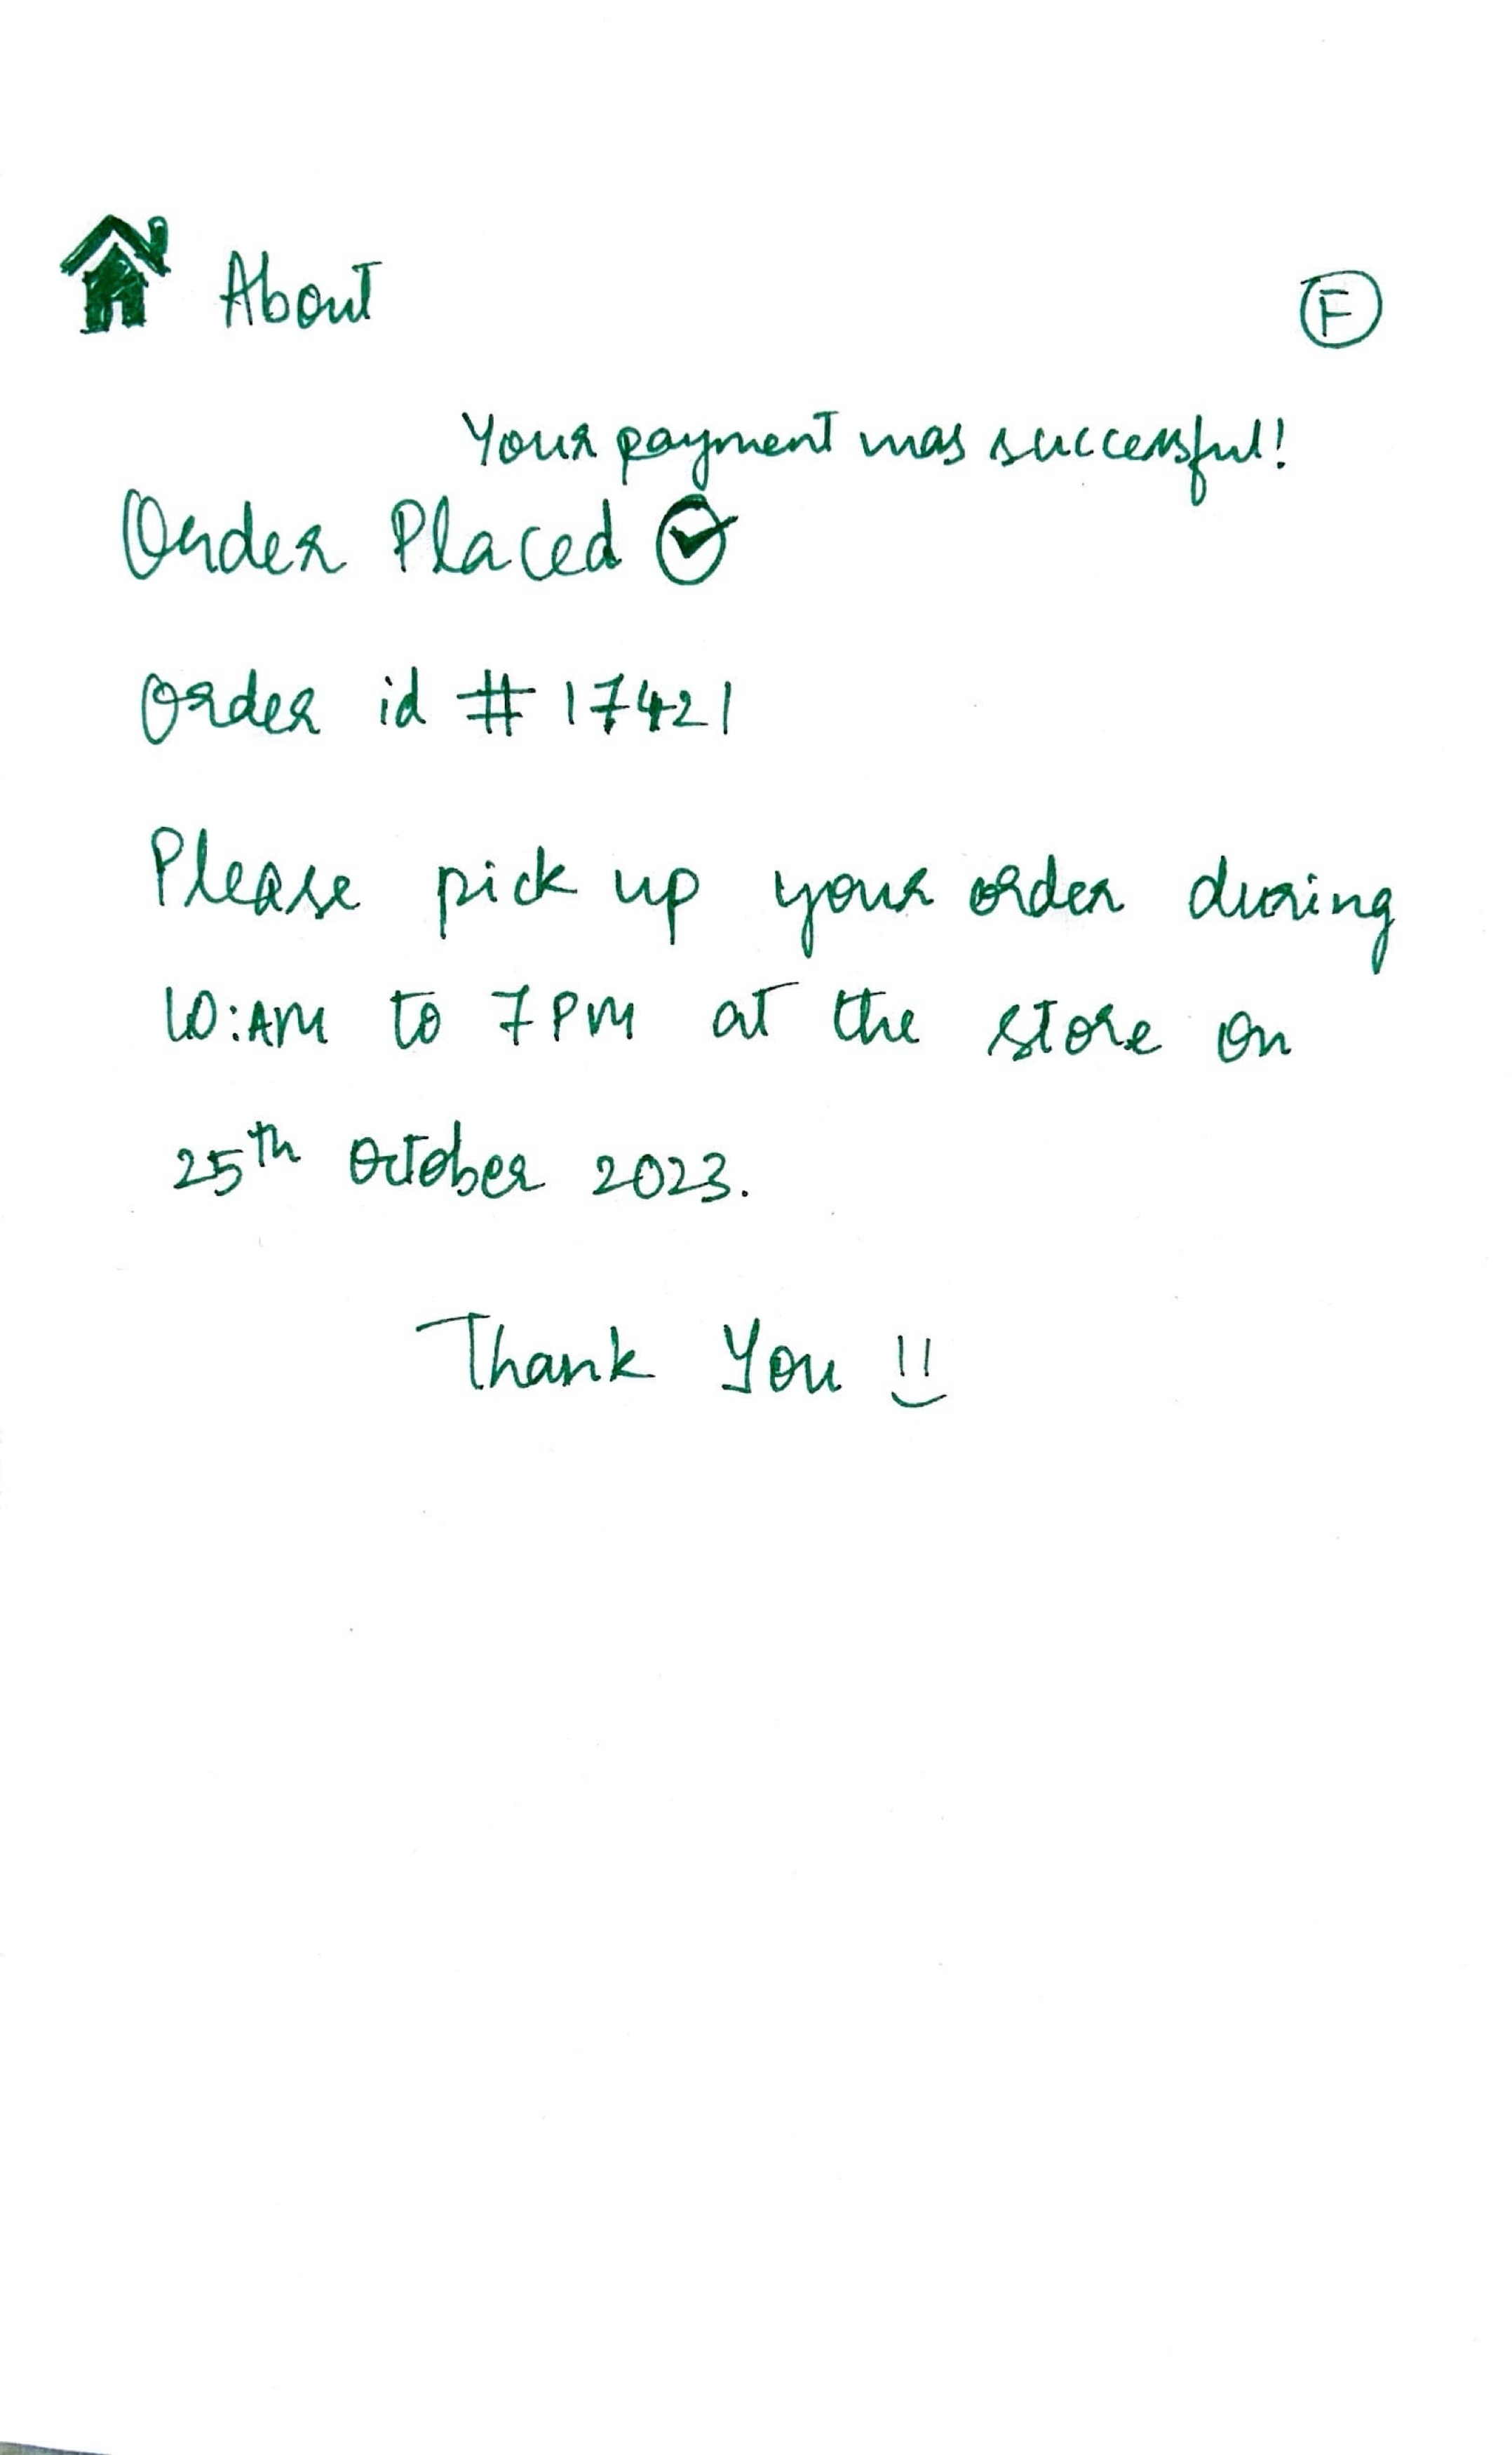 About F
Your payment was successful!
Order Placed
Order id # 17421
Please pick up your order during
10:AM to 7PM at the store on
25th October 2023.
Thank You !!